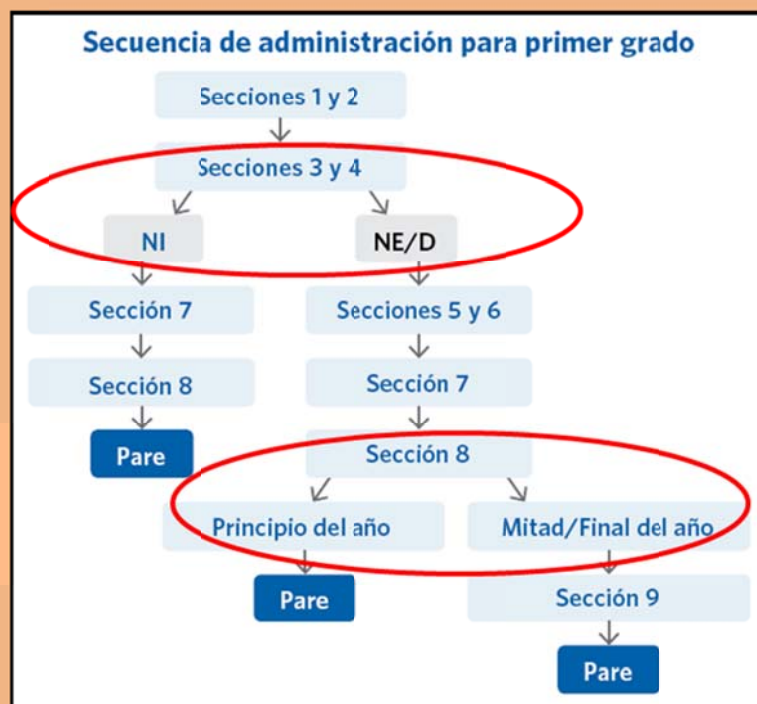 Secuencia de administración para primer grado
Secciones 1 y 2
Secciones 3 y 4
NI
NE/D
Sección 7
Secciones 5 y 6
Sección 8
Sección 7
Pare
Sección 8
Principio del año
Mitad/Final del año
Pare
Sección 9
Pare